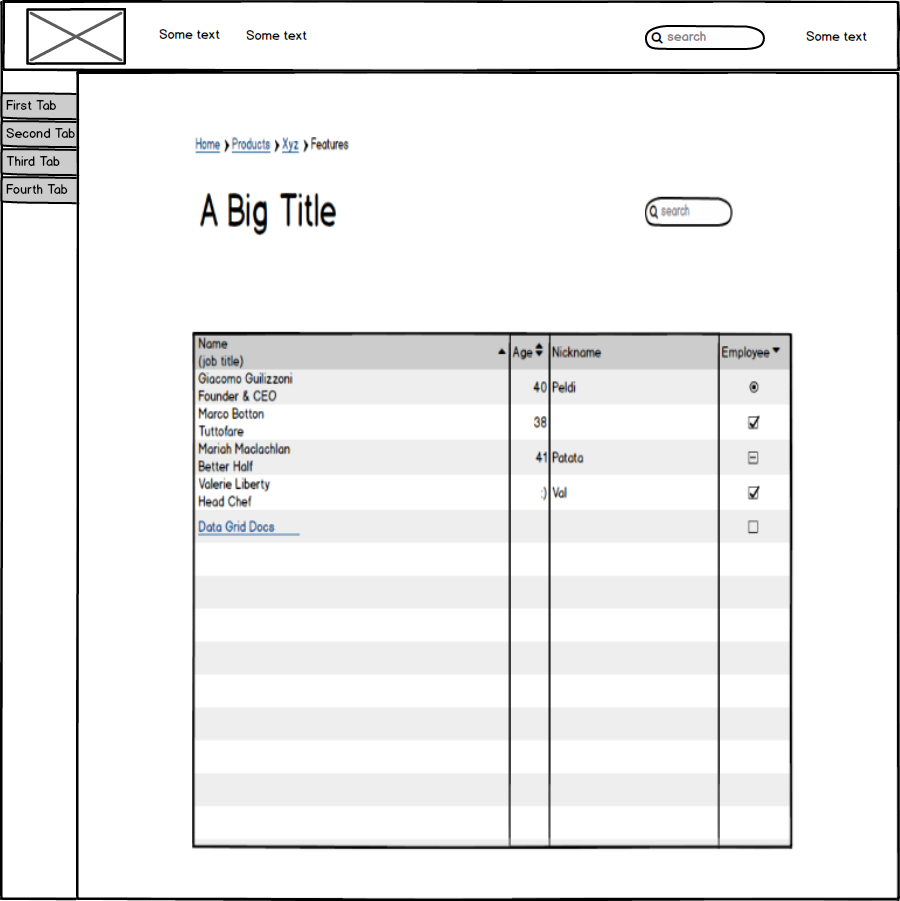 Some text Some text search Some text
First Tab
Second Tab
Third Tab
Fourth Tab
Home ❯ Products ❯ Xyz ❯ Features
A Big Title
search
Name
(job title) Age Nickname Employee
Giacomo Guilizzoni
Founder & CEO 40 Peldi
Marco Botton
Tuttofare 38
Mariah Maclachlan
Better Half 41 Patata
Valerie Liberty
Head Chef :) Val
Data Grid Docs